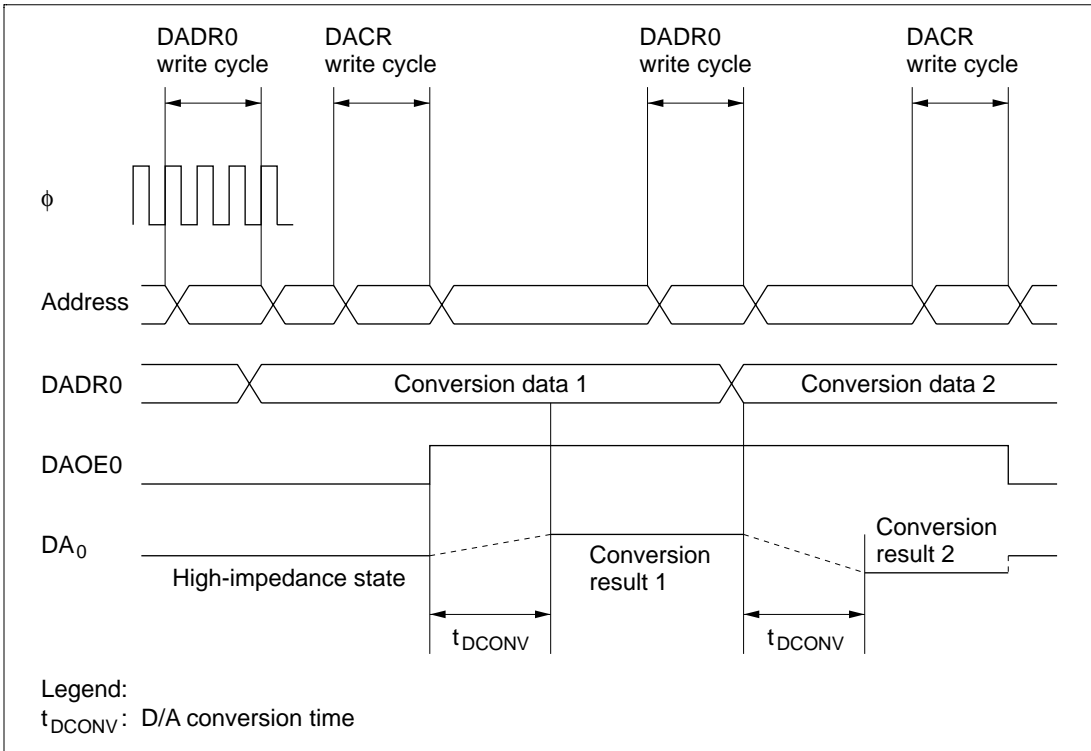 DADR0
write cycle
DACR
write cycle
DADR0
write cycle
DACR
write cycle
ϕ
Address
DADR0
Conversion data 1
Conversion data 2
DAOE0
DA0
High-impedance state
Conversion
result 1
Conversion
result 2
tDCONV
tDCONV
Legend:
tDCONV: D/A conversion time